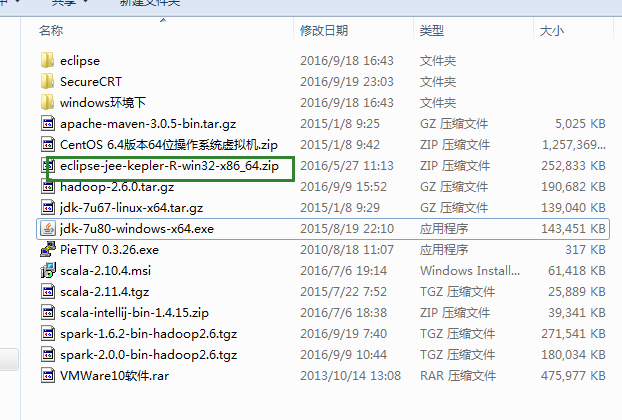 共享 新建文件夹
名称 修改日期 类型 大小
eclipse 2016/9/18 16:43 文件夹
SecureCRT 2016/9/19 23:03 文件夹
windows环境下 2016/9/18 16:43 文件夹
apache-maven-3.0.5-bin.tar.gz 2015/1/8 9:25 GZ 压缩文件 5,025 KB
CentOS 6.4版本64位操作系统虚拟机.zip 2015/1/8 9:42 ZIP 压缩文件 1,257,369...
eclipse-jee-kepler-R-win32-x86_64.zip 2016/5/27 11:13 ZIP 压缩文件 252,833 KB
hadoop-2.6.0.tar.gz 2016/9/9 15:52 GZ 压缩文件 190,682 KB
jdk-7u67-linux-x64.tar.gz 2015/1/8 9:29 GZ 压缩文件 139,040 KB
jdk-7u80-windows-x64.exe 2015/8/19 22:10 应用程序 143,451 KB
PieTTY 0.3.26.exe 2010/8/18 11:07 应用程序 317 KB
scala-2.10.4.msi 2016/7/6 19:14 Windows Install... 61,418 KB
scala-2.11.4.tgz 2015/7/22 7:52 TGZ 压缩文件 25,889 KB
scala-intellij-bin-1.4.15.zip 2016/7/6 18:38 ZIP 压缩文件 39,341 KB
spark-1.6.2-bin-hadoop2.6.tgz 2016/9/19 7:40 TGZ 压缩文件 271,541 KB
spark-2.0.0-bin-hadoop2.6.tgz 2016/9/9 10:44 TGZ 压缩文件 180,034 KB
VMWare10软件.rar 2013/10/14 13:08 RAR 压缩文件 475,977 KB